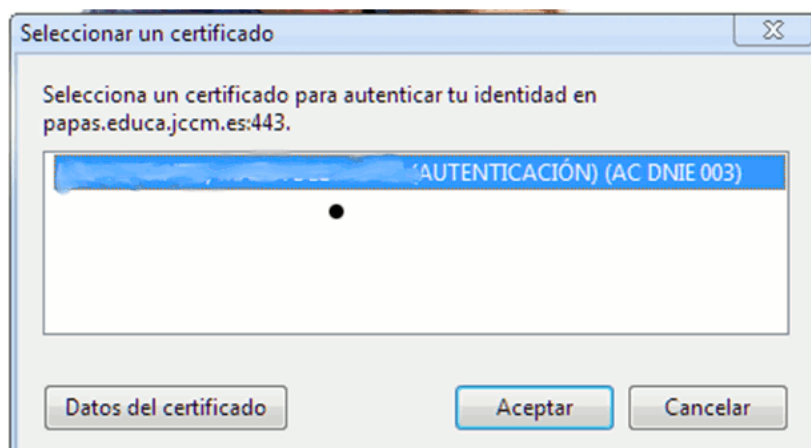 Seleccionar un certificado
Selecciona un certificado para autenticar tu identidad en
papas.educa.jccm.es:443.
(AUTENTICACIÓN) (AC DNIE 003)
Datos del certificado
Aceptar
Cancelar